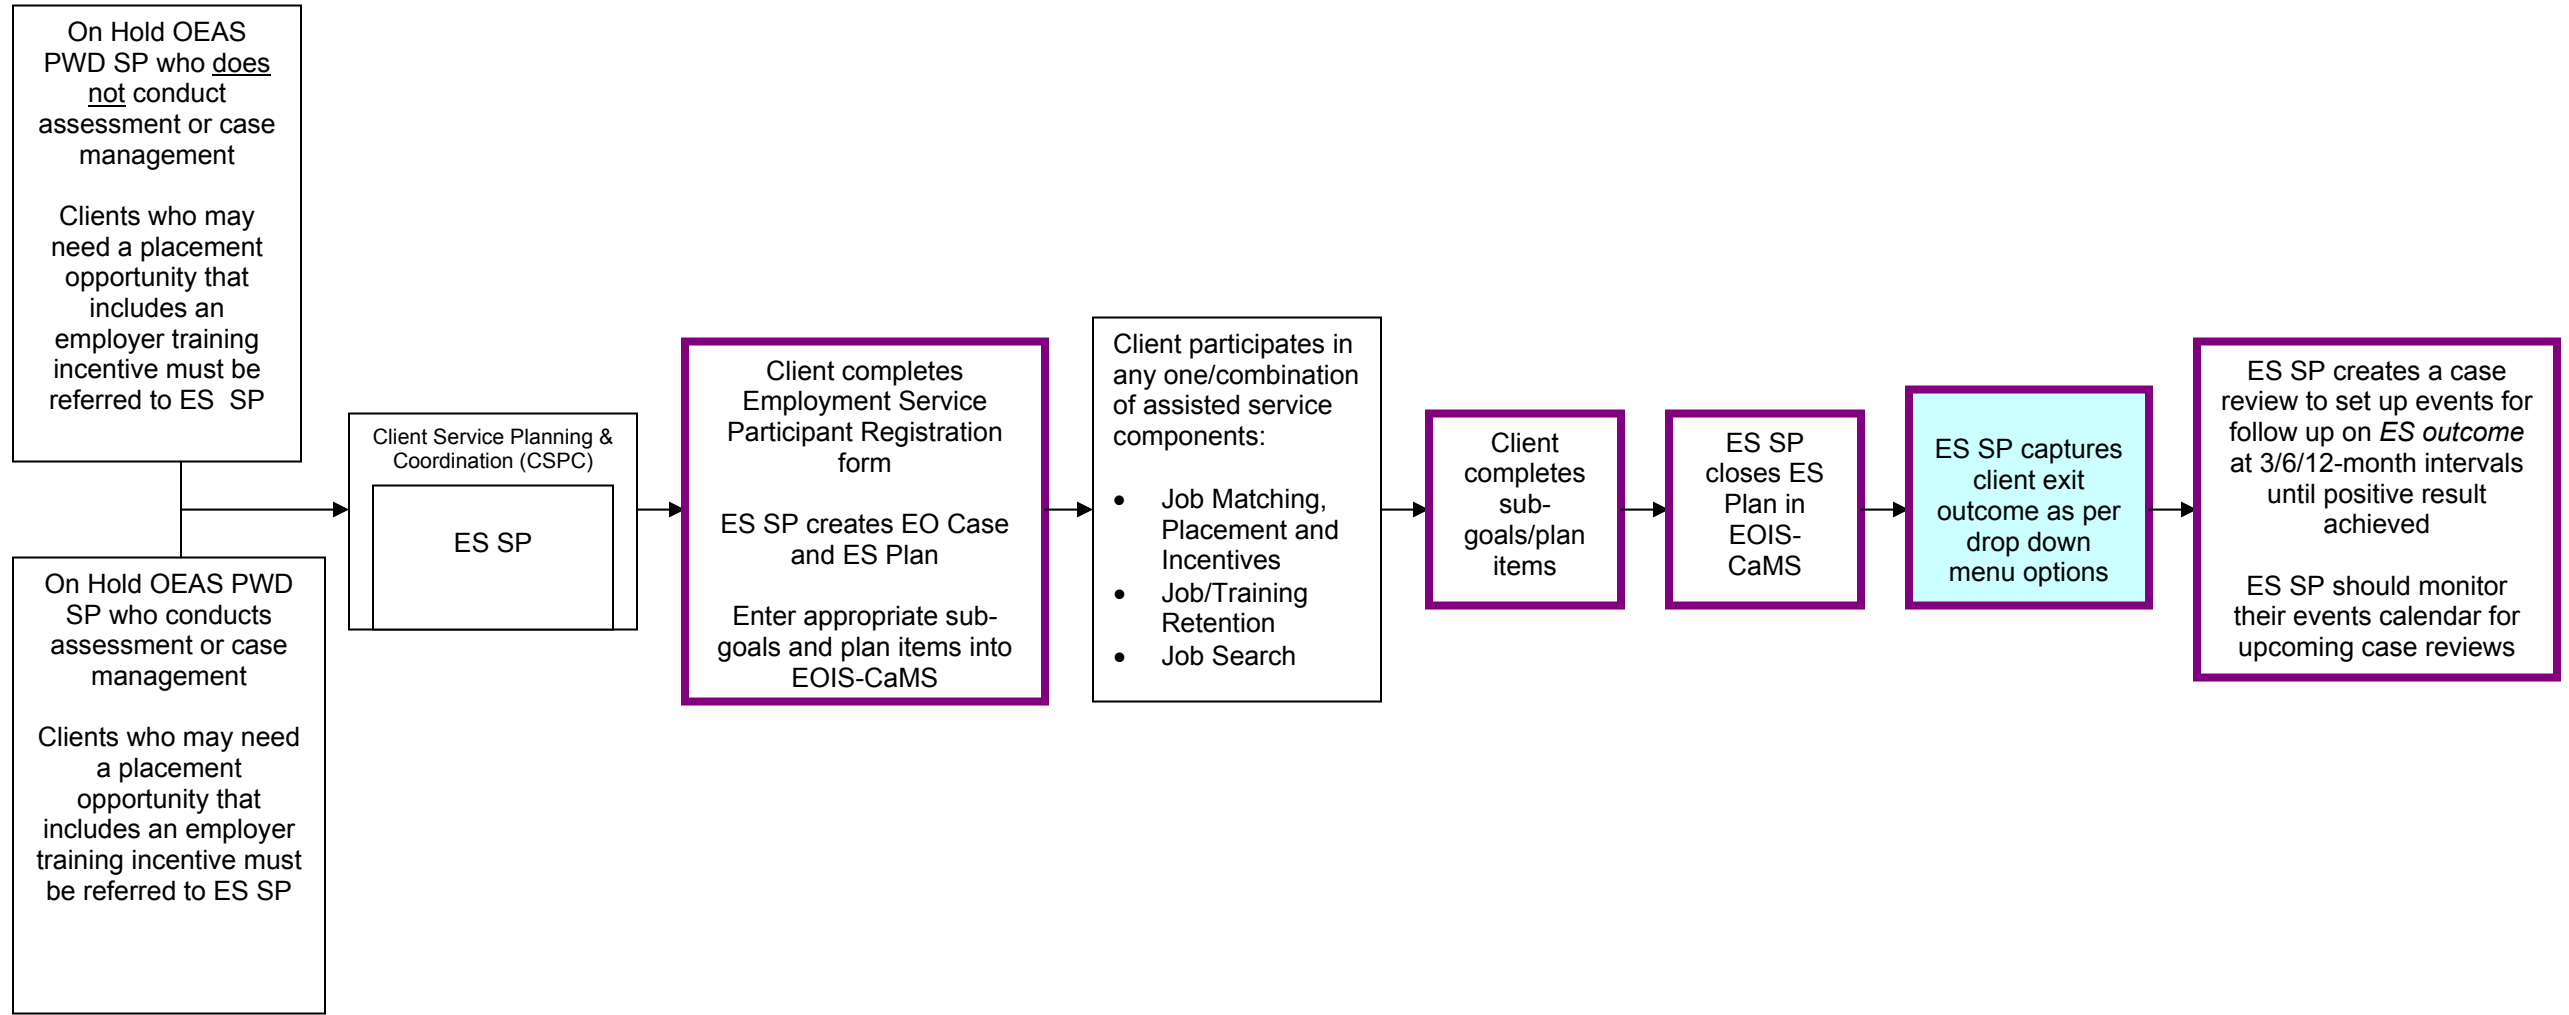 On Hold OEAS
PWD SP who does
not conduct
assessment or case
management
Clients who may
need a placement
opportunity that
includes an
employer training
incentive must be
referred to ES SP
On Hold OEAS PWD
SP who conducts
assessment or case
management
Clients who may need
a placement
opportunity that
includes an employer
training incentive must
be referred to ES SP
Client Service Planning &
Coordination (CSPC)
ES SP
Client completes
Employment Service
Participant Registration
form
ES SP creates EO Case
and ES Plan
Enter appropriate sub-
goals and plan items into
EOIS-CaMS
Client participates in
any one/combination
of assisted service
components:
• Job Matching,
Placement and
Incentives
• Job/Training
Retention
• Job Search
Client
completes
sub-
goals/plan
items
ES SP
closes ES
Plan in
EOIS-
CaMS
ES SP captures
client exit
outcome as per
drop down
menu options
ES SP creates a case
review to set up events for
follow up on ES outcome
at 3/6/12-month intervals
until positive result
achieved
ES SP should monitor
their events calendar for
upcoming case reviews